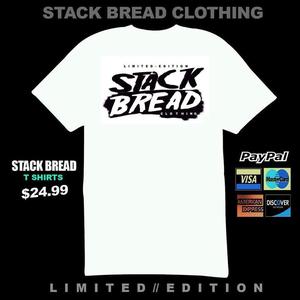 STACK BREAD CLOTHING
LIMITED-EDITION
STACK
BREAD
CLOTHING
STACK BREAD
T SHIRTS
$24.99
PayPal
VISA
MasterCard
AMERICAN
EXPRESS
DISCOVER
LIMITED//EDITION